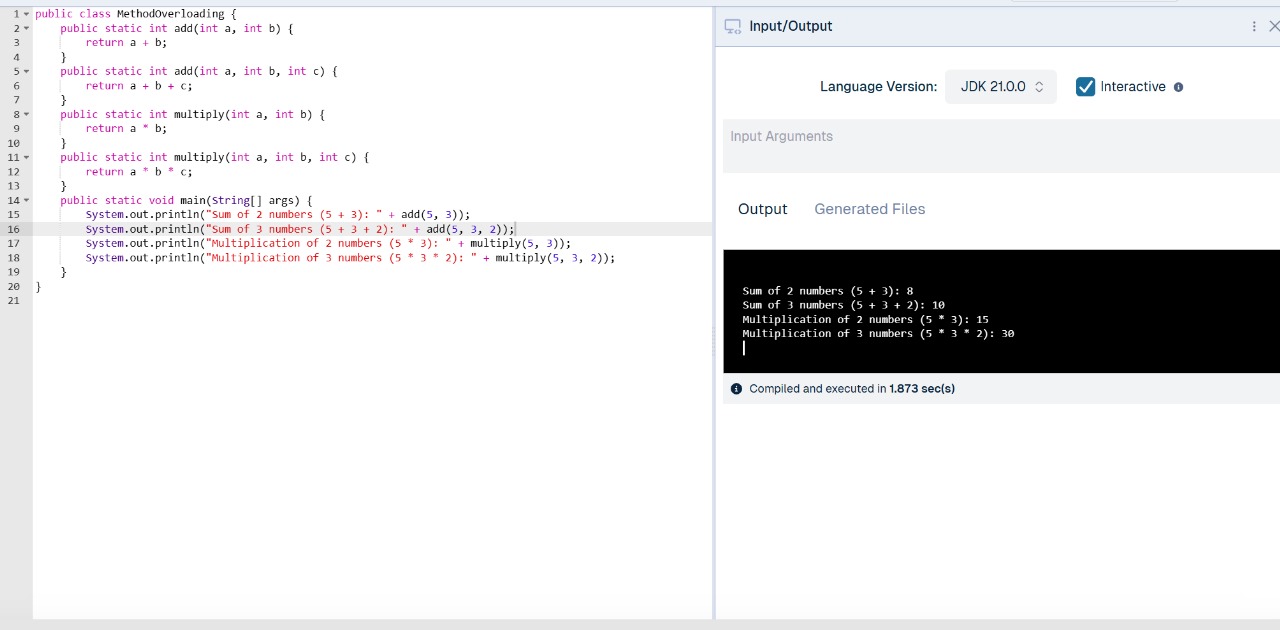 1 public class MethodOverloading {
2     public static int add(int a, int b) {
3         return a + b;
4     }
5     public static int add(int a, int b, int c) {
6         return a + b + c;
7     }
8     public static int multiply(int a, int b) {
9         return a * b;
10     }
11     public static int multiply(int a, int b, int c) {
12         return a * b * c;
13     }
14     public static void main(String[] args) {
15         System.out.println("Sum of 2 numbers (5 + 3): " + add(5, 3));
16         System.out.println("Sum of 3 numbers (5 + 3 + 2): " + add(5, 3, 2));
17         System.out.println("Multiplication of 2 numbers (5 * 3): " + multiply(5, 3));
18         System.out.println("Multiplication of 3 numbers (5 * 3 * 2): " + multiply(5, 3, 2));
19     }
20 }
21
Input/Output
Language Version: JDK 21.0.0 Interactive
Input Arguments
Output Generated Files
Sum of 2 numbers (5 + 3): 8
Sum of 3 numbers (5 + 3 + 2): 10
Multiplication of 2 numbers (5 * 3): 15
Multiplication of 3 numbers (5 * 3 * 2): 30
Compiled and executed in 1.873 sec(s)